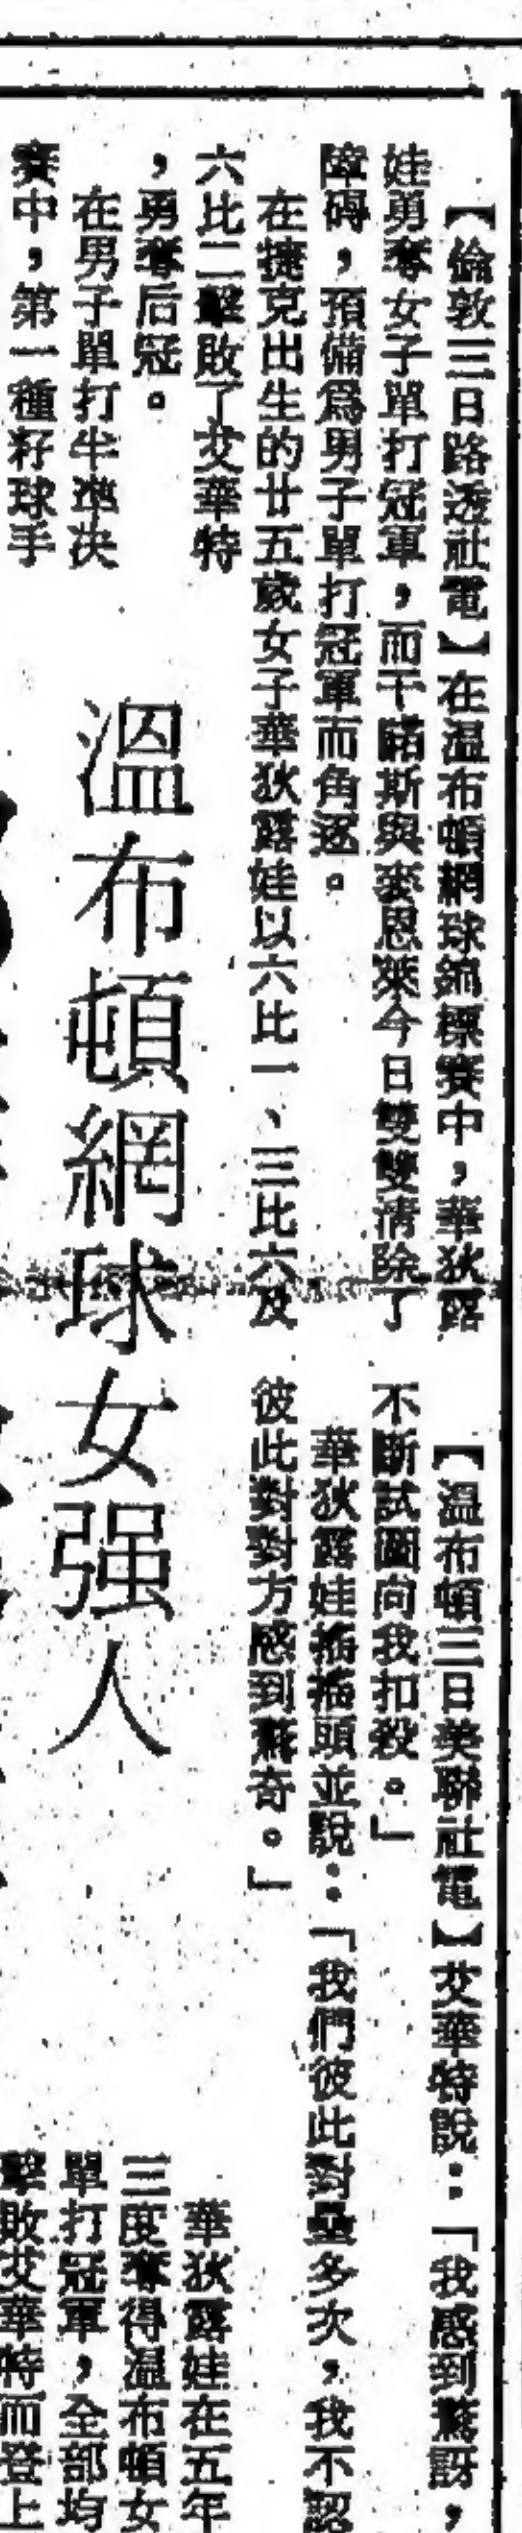 【倫敦三日路透社電】在溫布頓網球錦標賽中，華狄露
娃勇奪女子單打冠軍，而干諾斯與麥恩萊今日雙雙清除了
障碍，預備爲男子單打冠軍而角逐。
在捷克出生的廿五歲女子華狄露娃以六比一、三比六及
六比二擊敗了艾華特
，勇奪后冠。
在男子單打半準決
賽中，第一種籽球手
溫布頓網球女强人
【溫布頓三日美聯社電】艾華特說：「我感到驚訝，
不斷試圖向我扣殺。」
華狄露娃搖搖頭並說：「我們彼此對壘多次，我不認
彼此對對方感到驚奇。」
華狄露娃在五年
三度奪得溫布頓女
單打冠軍，全部均
擊敗艾華特而登上